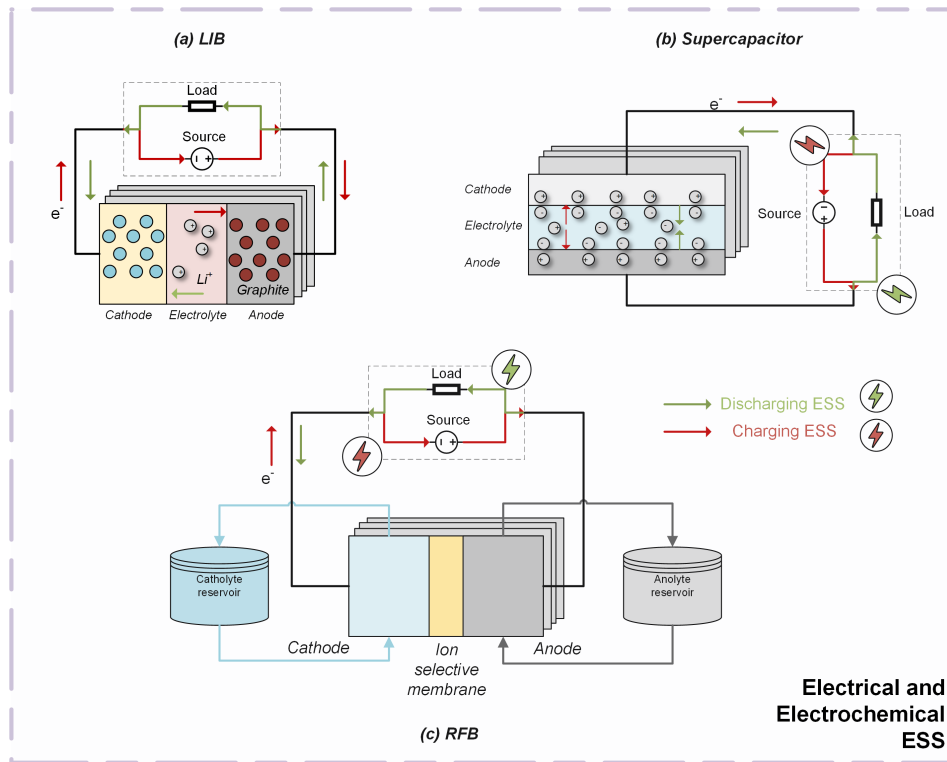 (a) LIB
Load
Source
- +
e-
Li+
Graphite
Cathode
Electrolyte
Anode
(b) Supercapacitor
e-
Cathode
Electrolyte
Anode
Source
- +
Load
Load
Source
- +
e-
Discharging ESS
Charging ESS
Catholyte
reservoir
Anolyte
reservoir
Cathode
Ion
selective
membrane
Anode
(c) RFB
Electrical and
Electrochemical
ESS